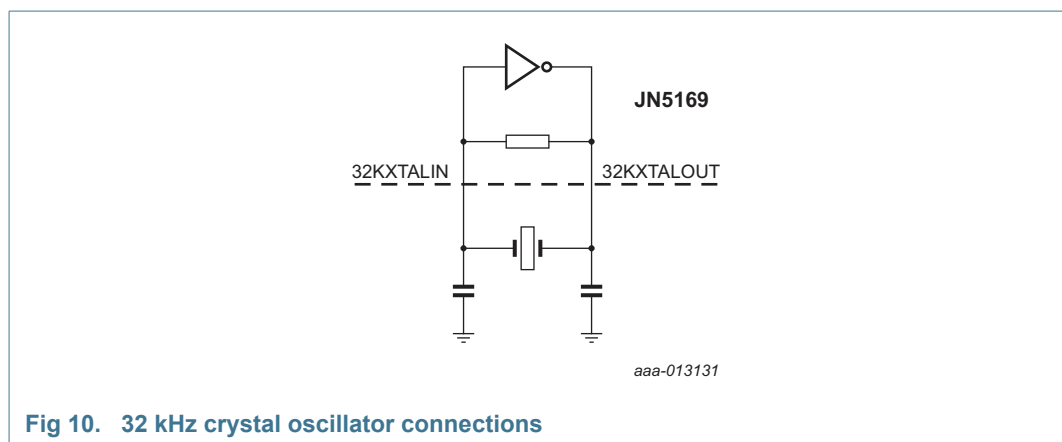 JN5169
32KXTALIN
32KXTALOUT
aaa-013131
Fig 10. 32 kHz crystal oscillator connections